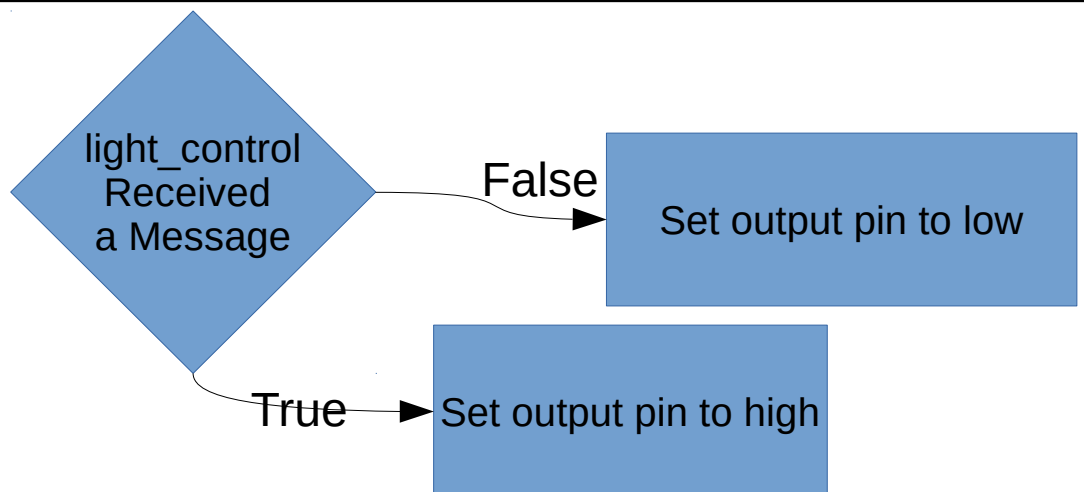 light_control
Received
a Message
False
Set output pin to low
True
Set output pin to high